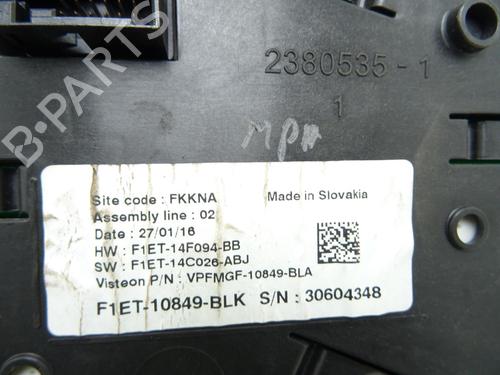 2380535-1
1
MPH
Site code : FKKNA
Made in Slovakia
Assembly line : 02
Date : 27/01/16
HW : F1ET-14F094-BB
SW : F1ET-14C026-ABJ
Visteon P/N : VPFMGF-10849-BLA
F1ET-10849-BLK S/N : 30604348